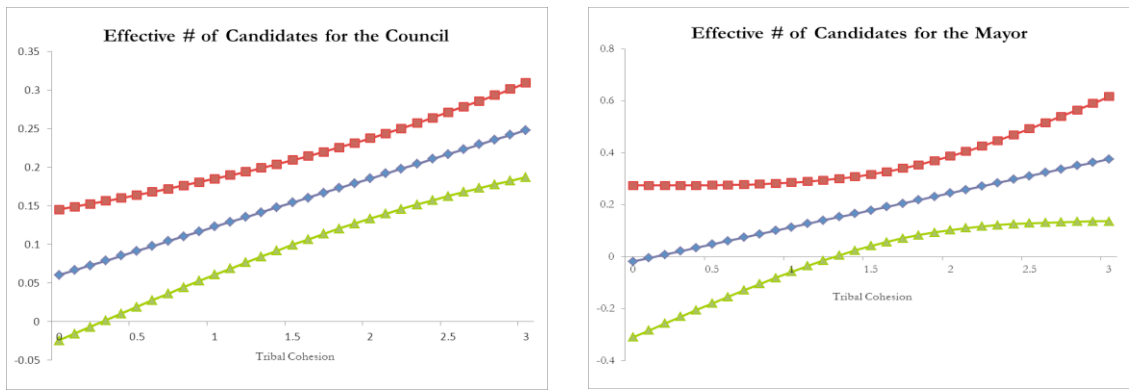 Effective # of Candidates for the Council
0.35
0.3
0.25
0.2
0.15
0.1
0.05
0
-0.05
0 0.5 1 1.5 2 2.5 3
Tribal Cohesion
Effective # of Candidates for the Mayor
0.8
0.6
0.4
0.2
0
-0.2
-0.4
0 0.5 1 1.5 2 2.5 3
Tribal Cohesion